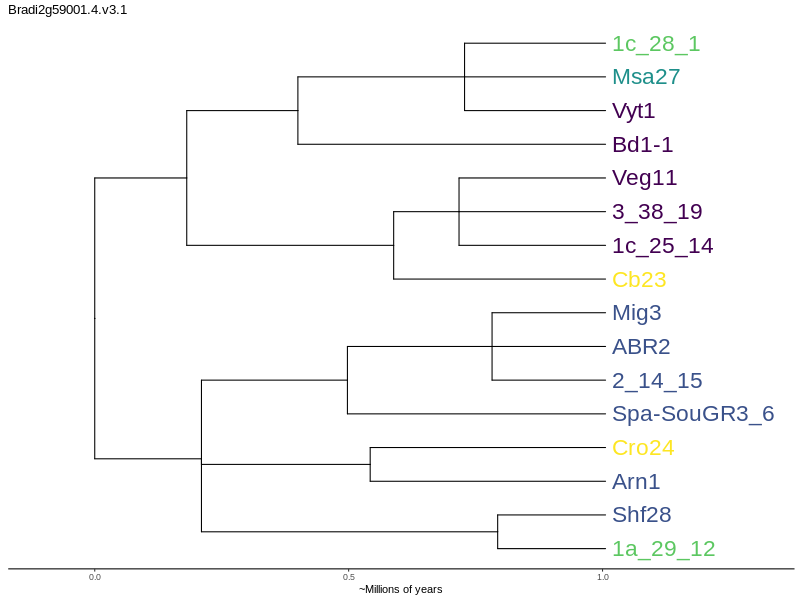 Bradi2g59001.4.v3.1
1c_28_1
Msa27
Vyt1
Bd1-1
Veg11
3_38_19
1c_25_14
Cb23
Mig3
ABR2
2_14_15
Spa-SouGR3_6
Cro24
Arn1
Shf28
1a_29_12
0.0 0.5 1.0
~Millions of years